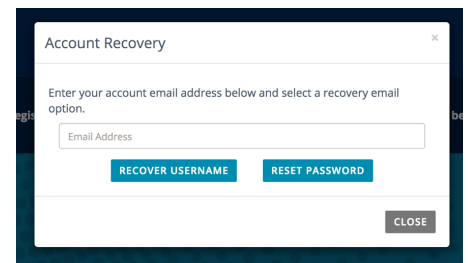 Account Recovery
×
Enter your account email address below and select a recovery email
option.
Email Address
RECOVER USERNAME RESET PASSWORD
CLOSE